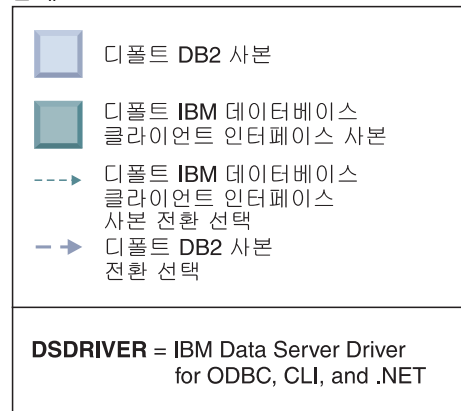 디폴트 DB2 사본
디폴트 IBM 데이터베이스
클라이언트 인터페이스 사본
디폴트 IBM 데이터베이스
클라이언트 인터페이스
사본 전환 선택
디폴트 DB2 사본
전환 선택
DSDRIVER = IBM Data Server Driver
for ODBC, CLI, and .NET